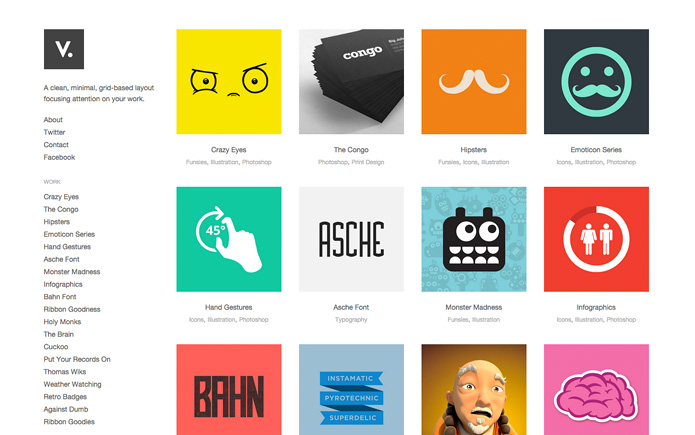 V.
A clean, minimal, grid-based layout
focusing attention on your work.
About
Twitter
Contact
Facebook
WORK
Crazy Eyes
The Congo
Hipsters
Emoticon Series
Hand Gestures
Asche Font
Monster Madness
Infographics
Bahn Font
Ribbon Goodness
Holy Monks
The Brain
Cuckoo
Put Your Records On
Thomas Wiks
Weather Watching
Retro Badges
Against Dumb
Ribbon Goodies
congo
Crazy Eyes
Funsies, Illustration, Photoshop
The Congo
Photoshop, Print Design
Hipsters
Funsies, Icons, Illustration
Emoticon Series
Icons, Illustration, Photoshop
45°
ASCHE
Hand Gestures
Icons, Illustration, Photoshop
Asche Font
Typography
Monster Madness
Funsies, Illustration
Infographics
Icons, Illustration, Photoshop
BAHN
INSTAMATIC
PYROTECHNIC
SUPERDELIC